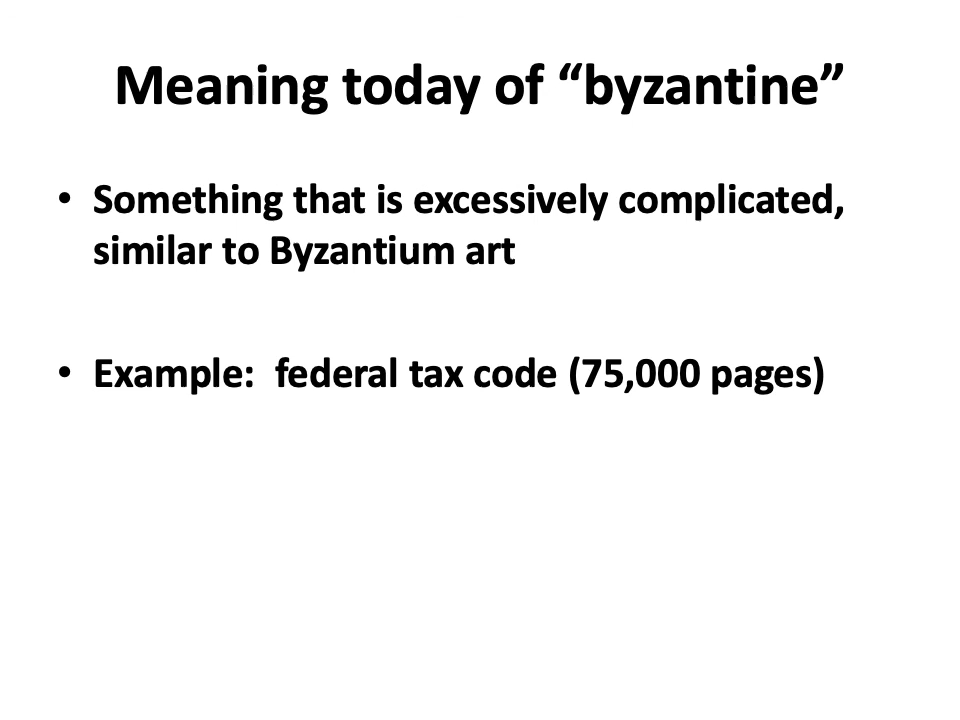 Meaning today of “byzantine”
• Something that is excessively complicated,
similar to Byzantium art
• Example:  federal tax code (75,000 pages)